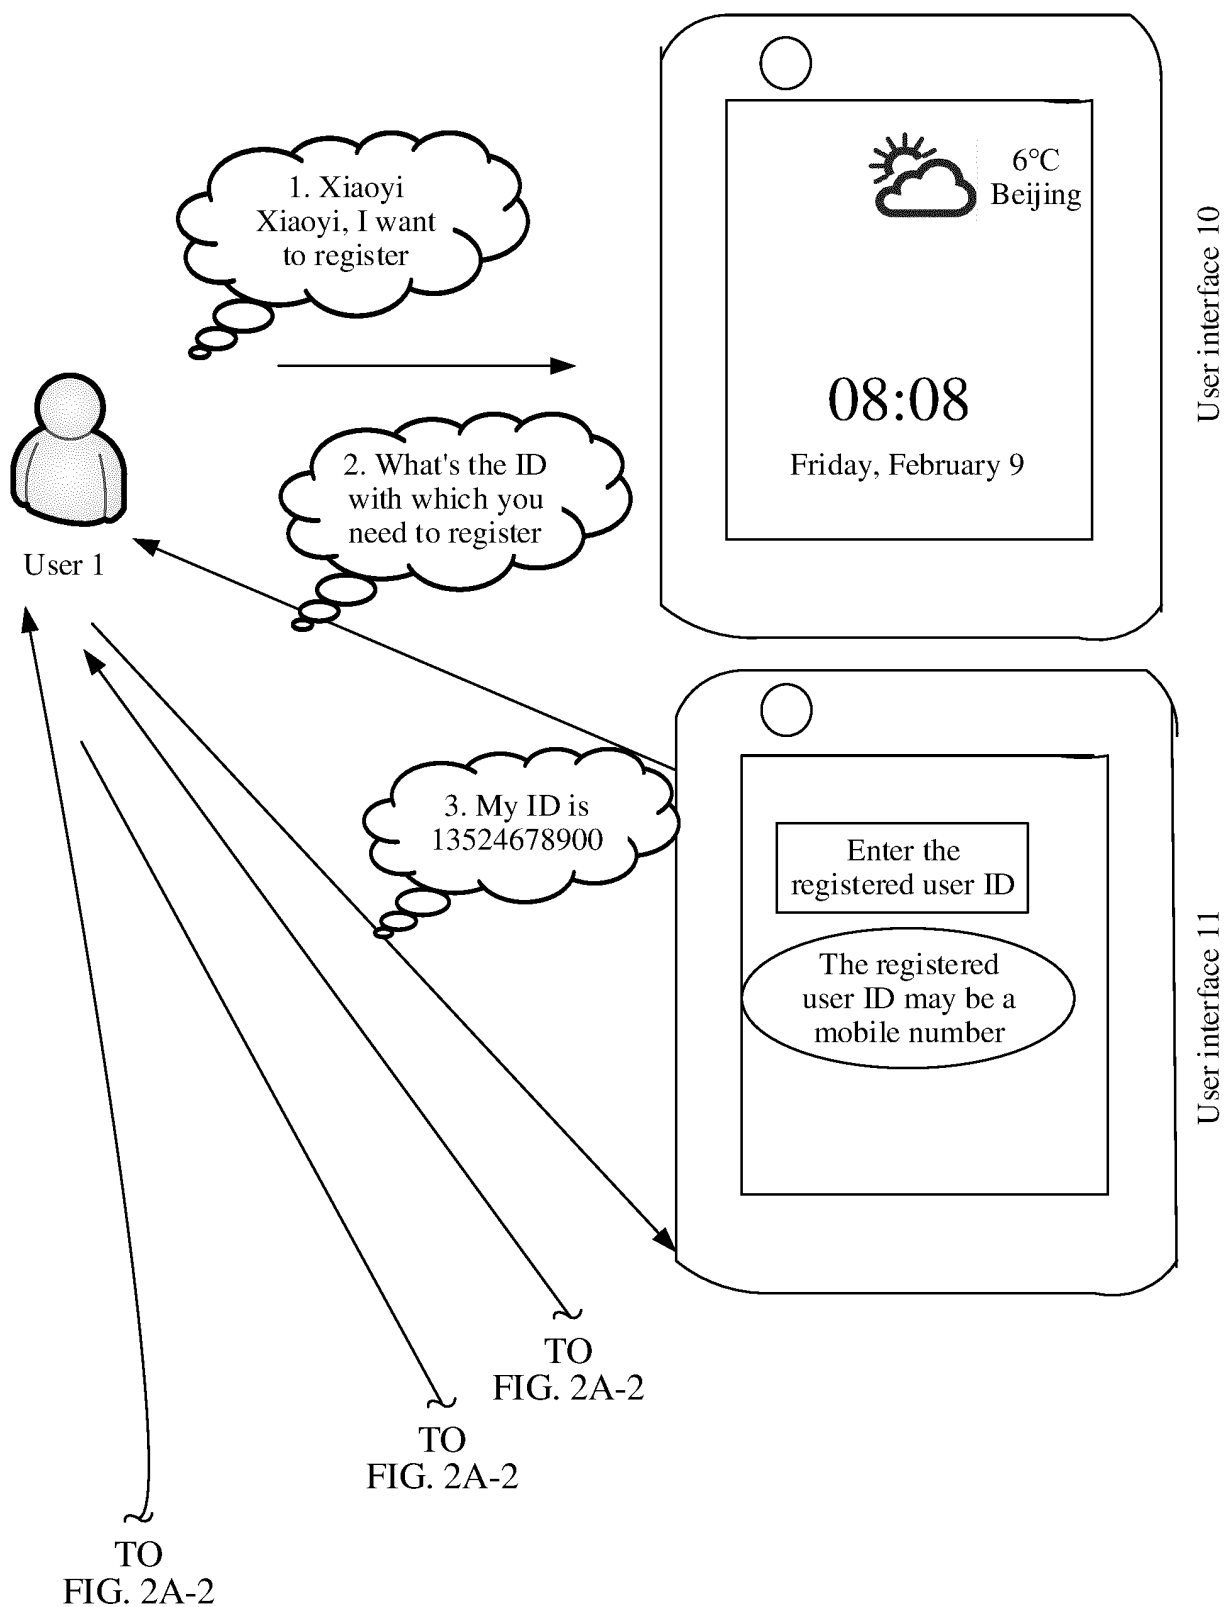 1. Xiaoyi
Xiaoyi, I want
to register
6°C
Beijing
08:08
Friday, February 9
User interface 10
2. What's the ID
with which you
need to register
User 1
3. My ID is
13524678900
Enter the
registered user ID
The registered
user ID may be a
mobile number
User interface 11
TO
FIG. 2A-2
TO
FIG. 2A-2
TO
FIG. 2A-2